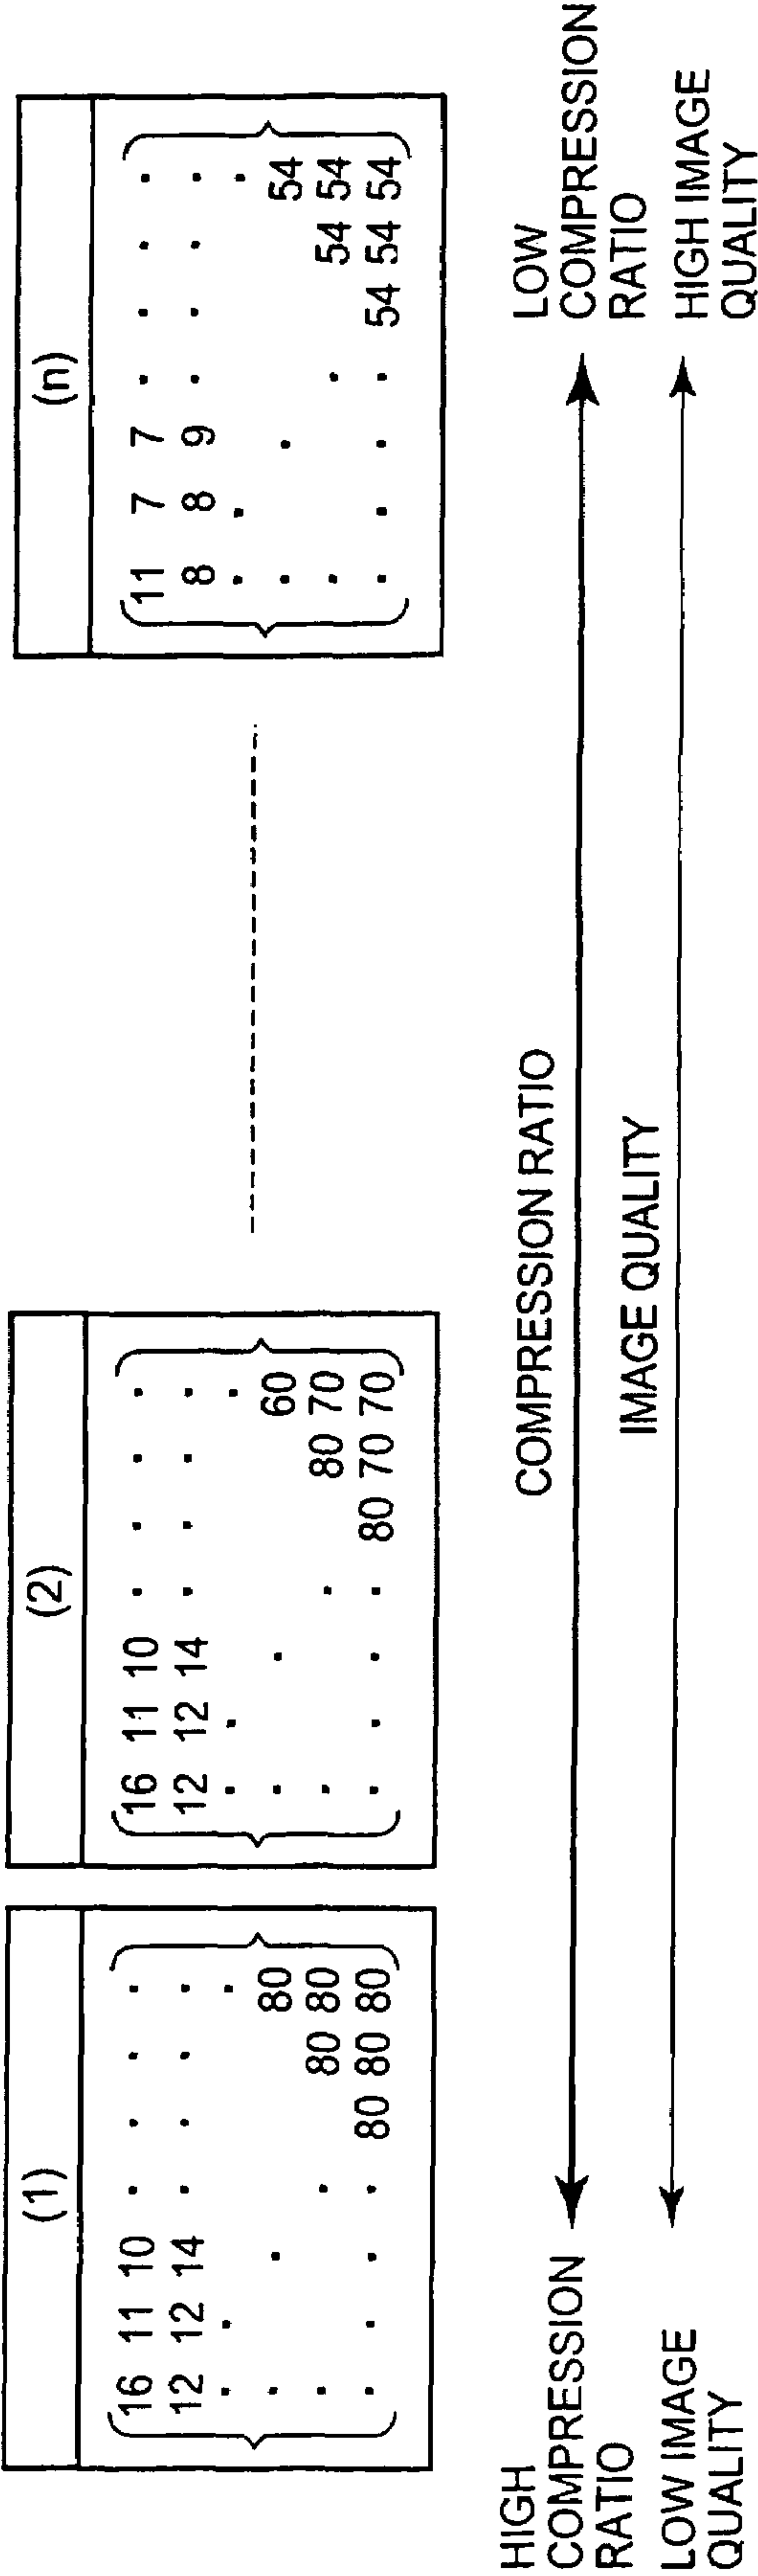 (1)
16 11 10 . . . .
12 12 14 . . . .
. . .
. . 80
. . 80 80
. . . . 80 80 80
(2)
16 11 10 . . . .
12 12 14 . . . .
. . .
. . 60
. . 80 70
. . . . 80 70 70
(n)
11 7 7 . . . .
8 8 9 . . . .
. . .
. . 54
. . 54 54
. . . . 54 54 54
COMPRESSION RATIO
HIGH
COMPRESSION
RATIO
LOW
COMPRESSION
RATIO
IMAGE QUALITY
LOW IMAGE
QUALITY
HIGH IMAGE
QUALITY